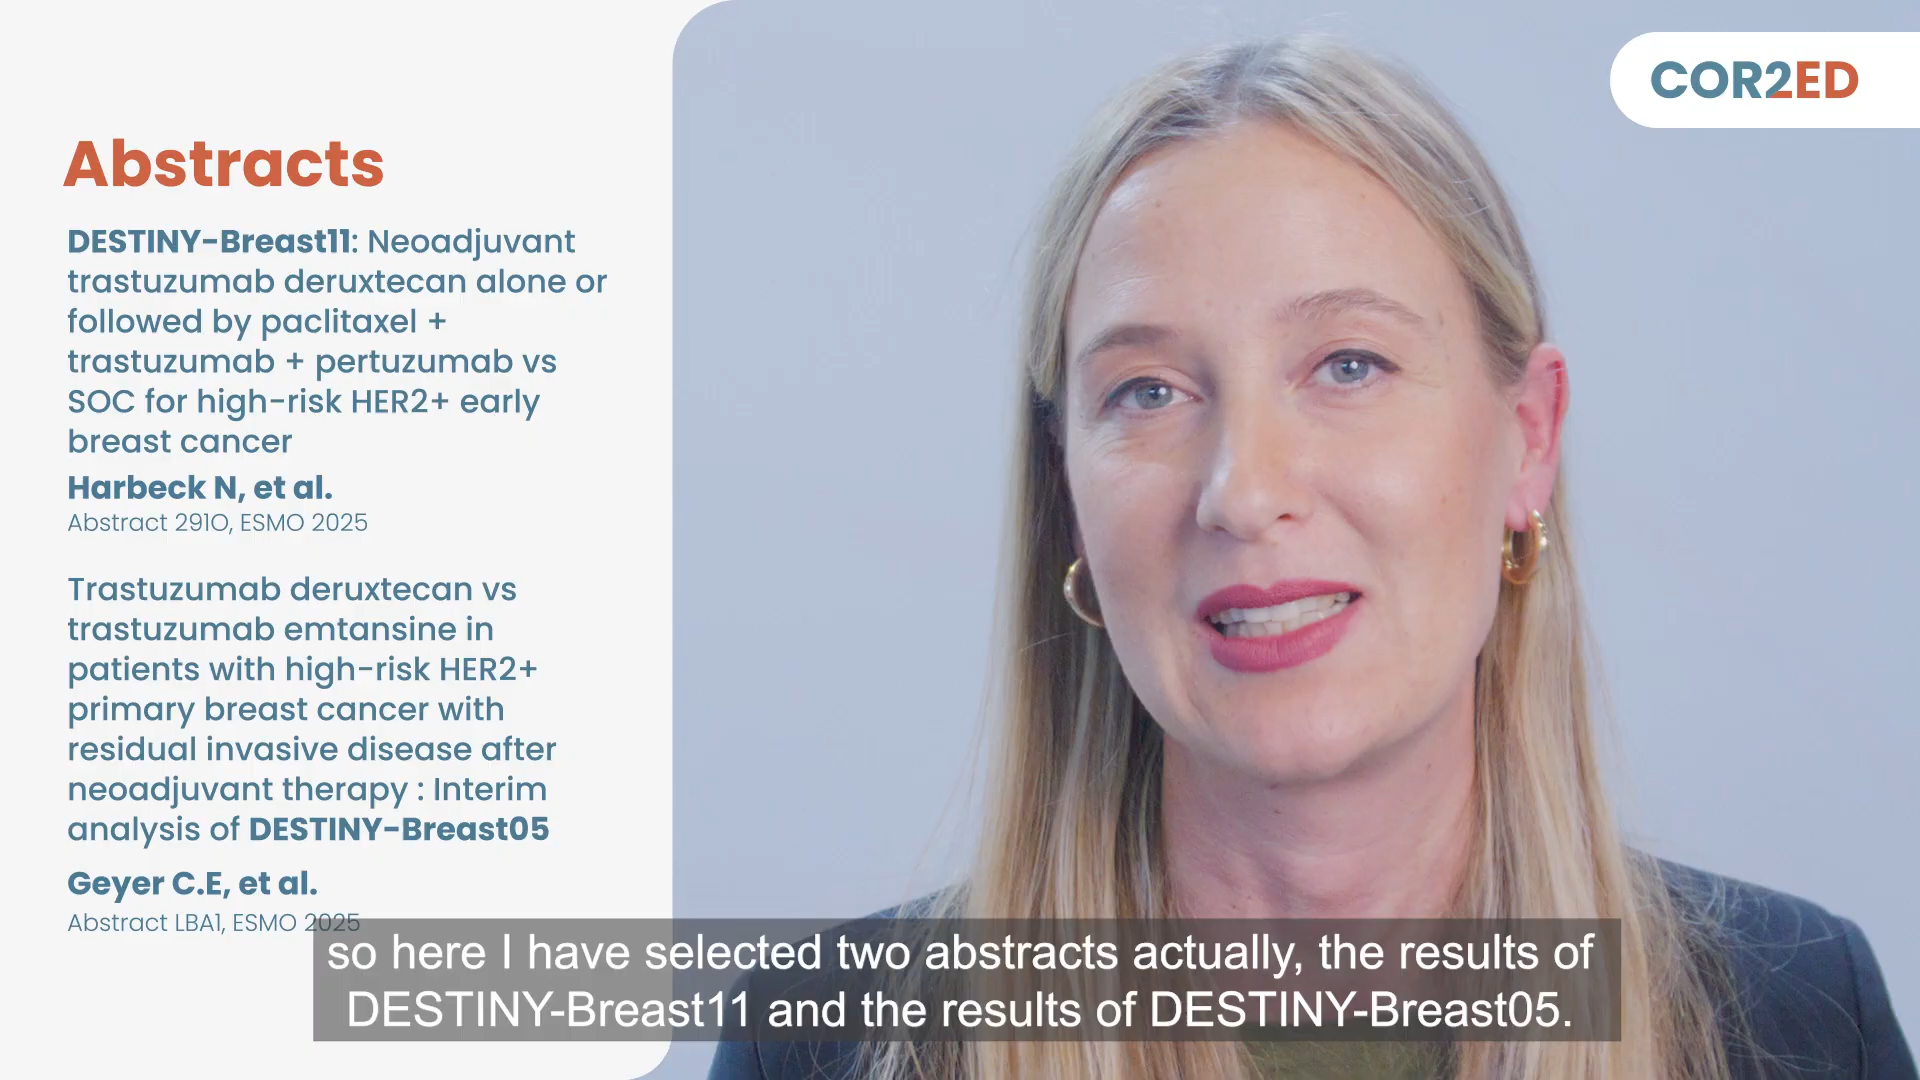 COR2ED
Abstracts
DESTINY-Breast11: Neoadjuvant
trastuzumab deruxtecan alone or
followed by paclitaxel +
trastuzumab + pertuzumab vs
SOC for high-risk HER2+ early
breast cancer
Harbeck N, et al.
Abstract 291O, ESMO 2025
Trastuzumab deruxtecan vs
trastuzumab emtansine in
patients with high-risk HER2+
primary breast cancer with
residual invasive disease after
neoadjuvant therapy : Interim
analysis of DESTINY-Breast05
Geyer C.E, et al.
Abstract LBA1, ESMO 2025
so here I have selected two abstracts actually, the results of
DESTINY-Breast11 and the results of DESTINY-Breast05.